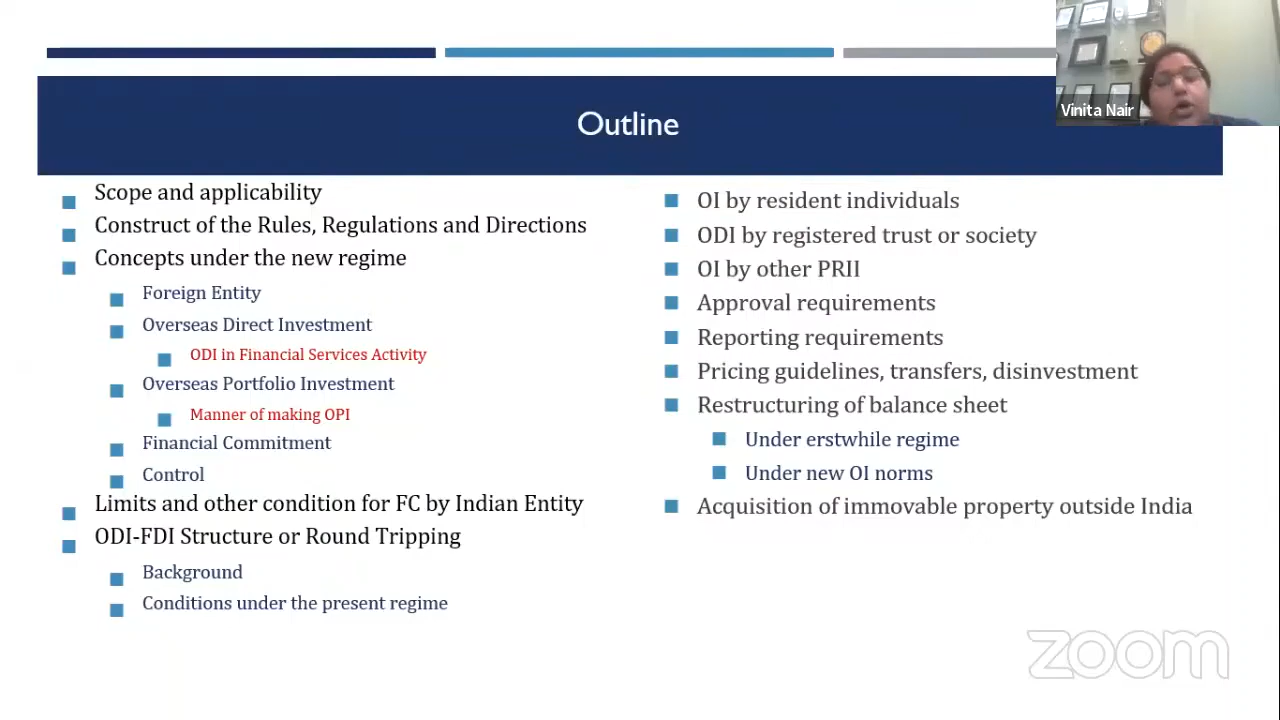 Outline
Vinita Nair
Scope and applicability
Construct of the Rules, Regulations and Directions
Concepts under the new regime
Foreign Entity
Overseas Direct Investment
ODI in Financial Services Activity
Overseas Portfolio Investment
Manner of making OPI
Financial Commitment
Control
Limits and other condition for FC by Indian Entity
ODI-FDI Structure or Round Tripping
Background
Conditions under the present regime
OI by resident individuals
ODI by registered trust or society
OI by other PRII
Approval requirements
Reporting requirements
Pricing guidelines, transfers, disinvestment
Restructuring of balance sheet
Under erstwhile regime
Under new OI norms
Acquisition of immovable property outside India
zoom